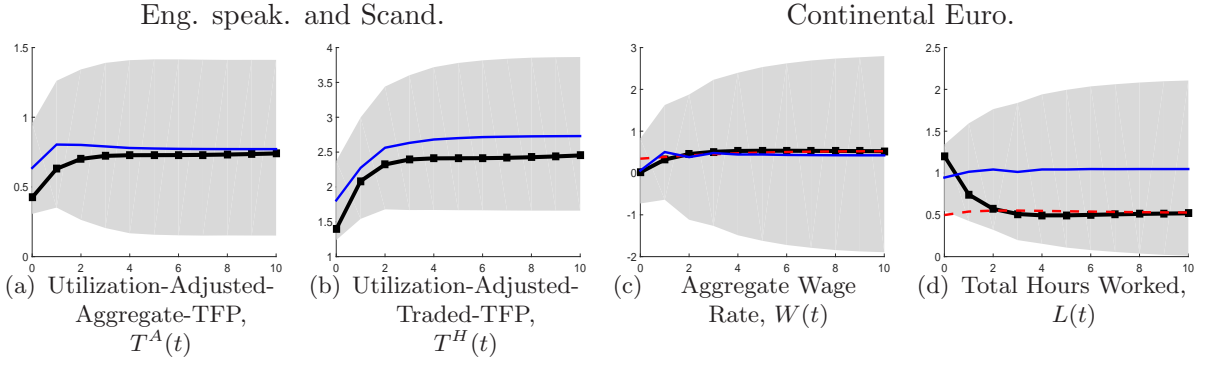 Eng. speak. and Scand.
Continental Euro.
1.5
1
0.5
0
0 2 4 6 8 10
4
3.5
3
2.5
2
1.5
1
0 2 4 6 8 10
3
2
1
0
-1
-2
0 2 4 6 8 10
2.5
2
1.5
1
0.5
0
0 2 4 6 8 10
(a) Utilization-Adjusted-
Aggregate-TFP,
T^A(t)
(b) Utilization-Adjusted-
Traded-TFP,
T^H(t)
(c) Aggregate Wage
Rate, W(t)
(d) Total Hours Worked,
L(t)